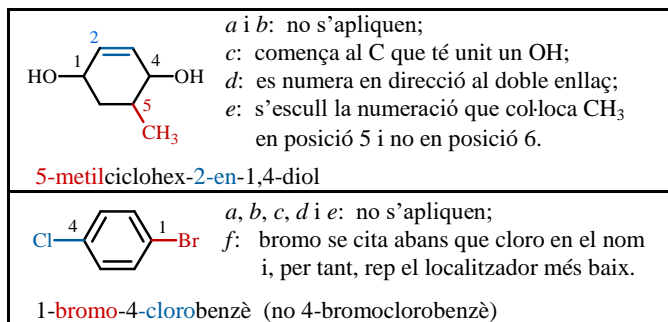 a i b: no s'apliquen;
c: comença al C que té unit un OH;
d: es numera en direcció al doble enllaç;
e: s'escull la numeració que col·loca CH3
en posició 5 i no en posició 6.
2
1
4
HO
OH
5
CH3
5-metilciclohex-2-en-1,4-diol
a, b, c, d i e: no s'apliquen;
f: bromo se cita abans que cloro en el nom
i, per tant, rep el localitzador més baix.
4
1
Cl
Br
1-bromo-4-clorobenzè (no 4-bromoclorobenzè)